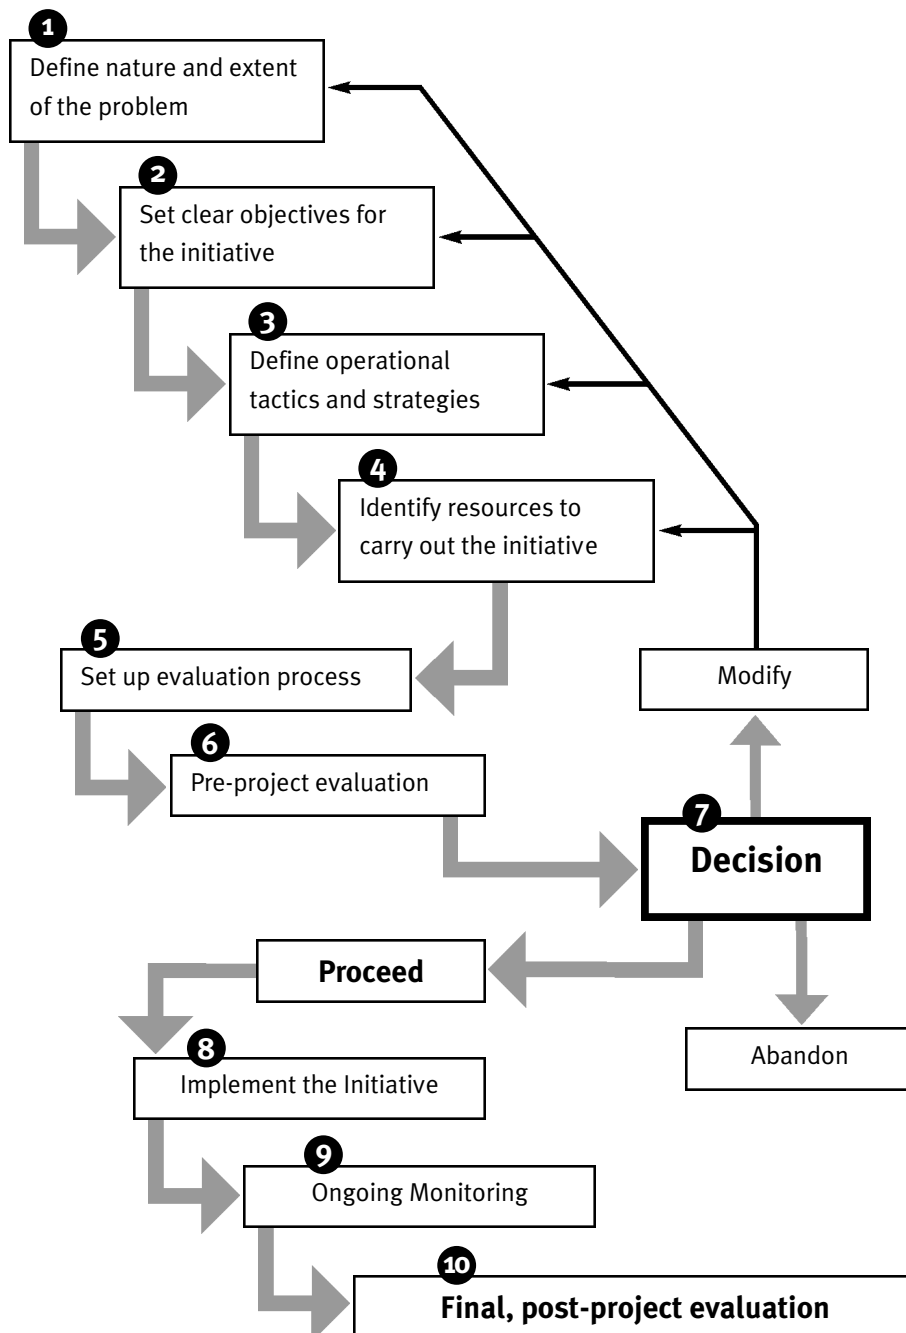 1
Define nature and extent
of the problem
2
Set clear objectives for
the initiative
3
Define operational
tactics and strategies
4
Identify resources to
carry out the initiative
5
Set up evaluation process
Modify
6
Pre-project evaluation
7
Decision
Proceed
Abandon
8
Implement the Initiative
9
Ongoing Monitoring
10
Final, post-project evaluation